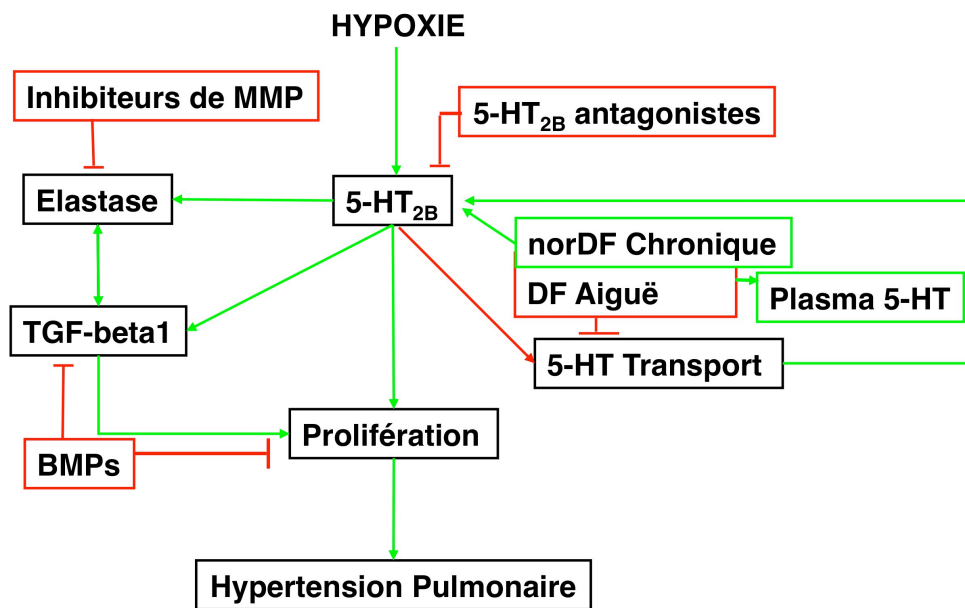 HYPOXIE
Inhibiteurs de MMP
5-HT2B antagonistes
Elastase
5-HT2B
norDF Chronique
DF Aiguë
Plasma 5-HT
TGF-beta1
5-HT Transport
Prolifération
BMPs
Hypertension Pulmonaire